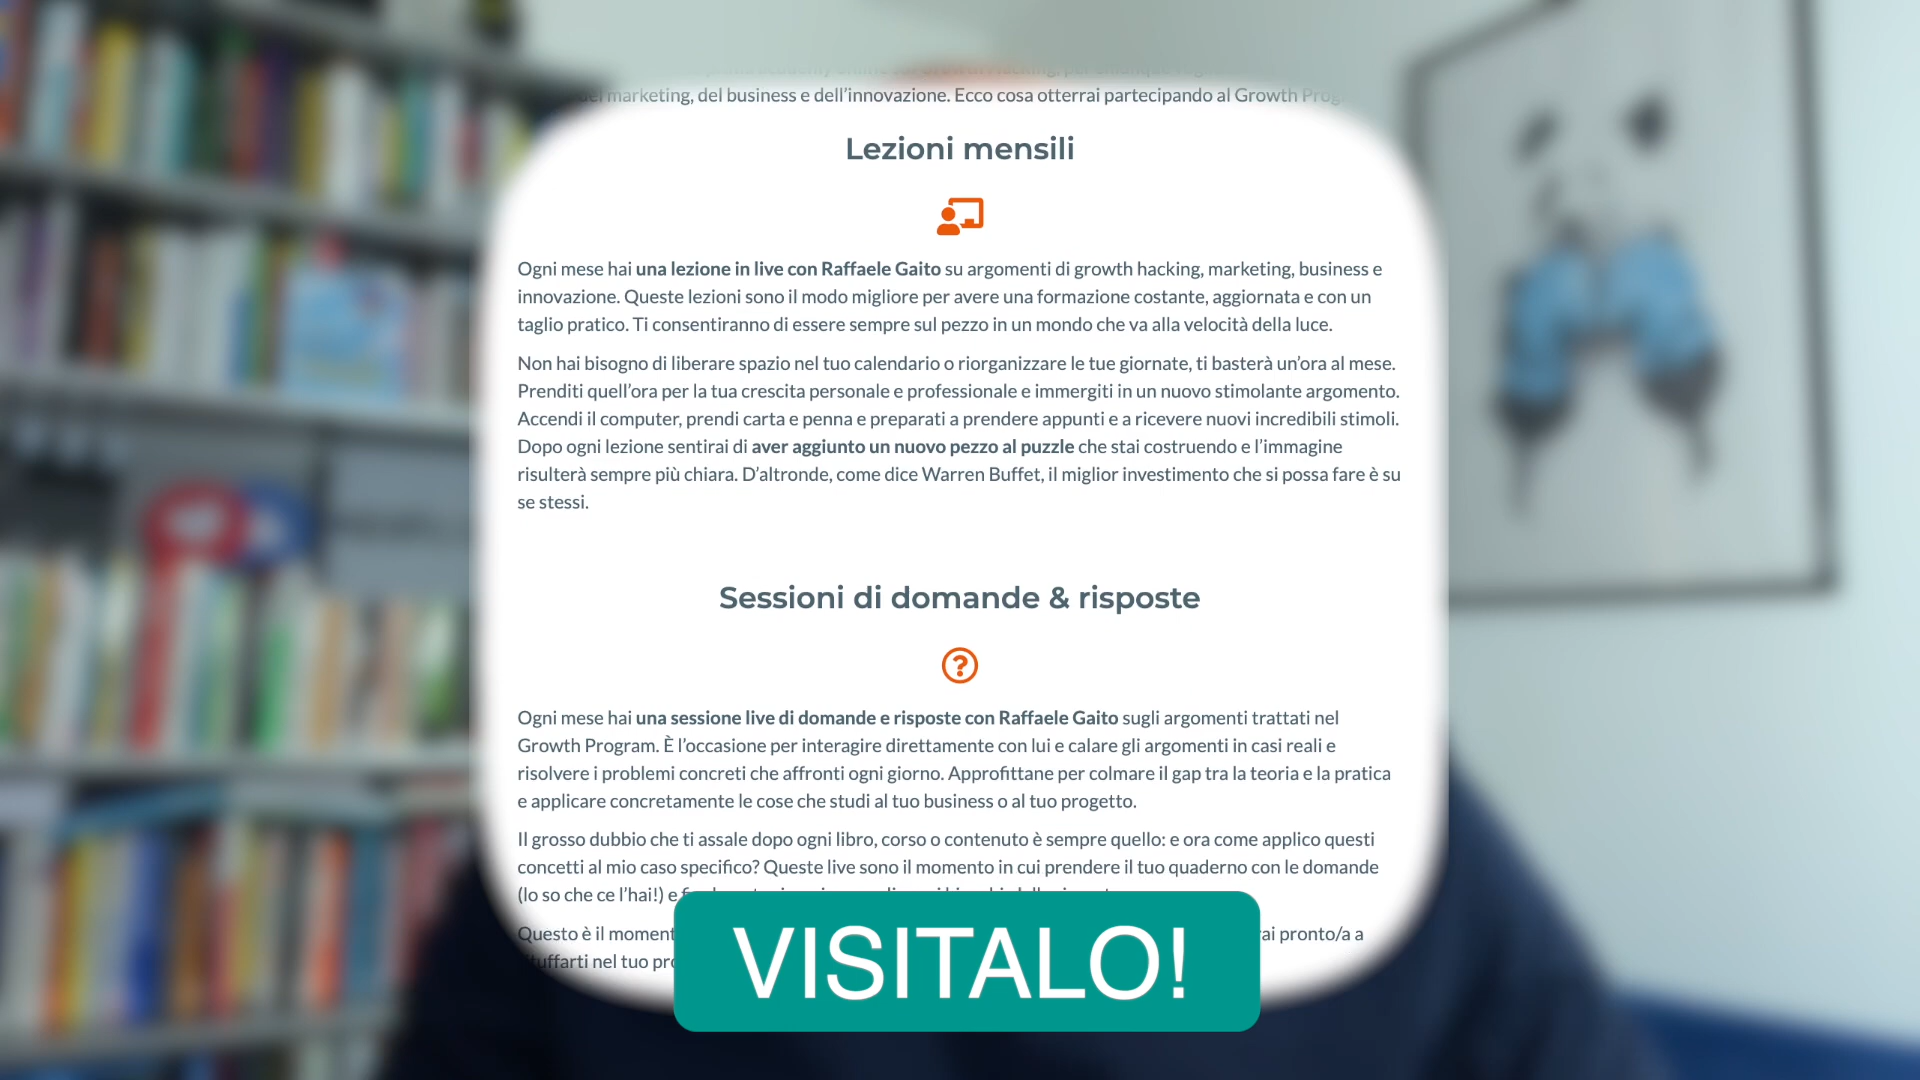 marketing, del business e dell’innovazione. Ecco cosa otterrai partecipando al Growth
Lezioni mensili
Ogni mese hai una lezione in live con Raffaele Gaito su argomenti di growth hacking, marketing, business e
innovazione. Queste lezioni sono il modo migliore per avere una formazione costante, aggiornata e con un
taglio pratico. Ti consentiranno di essere sempre sul pezzo in un mondo che va alla velocità della luce.
Non hai bisogno di liberare spazio nel tuo calendario o riorganizzare le tue giornate, ti basterà un’ora al mese.
Prenditi quell’ora per la tua crescita personale e professionale e immergiti in un nuovo stimolante argomento.
Accendi il computer, prendi carta e penna e preparati a prendere appunti e a ricevere nuovi incredibili stimoli.
Dopo ogni lezione sentirai di aver aggiunto un nuovo pezzo al puzzle che stai costruendo e l’immagine
risulterà sempre più chiara. D’altronde, come dice Warren Buffet, il miglior investimento che si possa fare è su
se stessi.
Sessioni di domande & risposte
Ogni mese hai una sessione live di domande e risposte con Raffaele Gaito sugli argomenti trattati nel
Growth Program. È l’occasione per interagire direttamente con lui e calare gli argomenti in casi reali e
risolvere i problemi concreti che affronti ogni giorno. Approfittane per colmare il gap tra la teoria e la pratica
e applicare concretamente le cose che studi al tuo business o al tuo progetto.
Il grosso dubbio che ti assale dopo ogni libro, corso o contenuto è sempre quello: e ora come applico questi
concetti al mio caso specifico? Queste live sono il momento in cui prendere il tuo quaderno con le domande
(lo so che ce l’hai!) e
Questo è il moment pronto/a a
nel tuo
VISITALO!